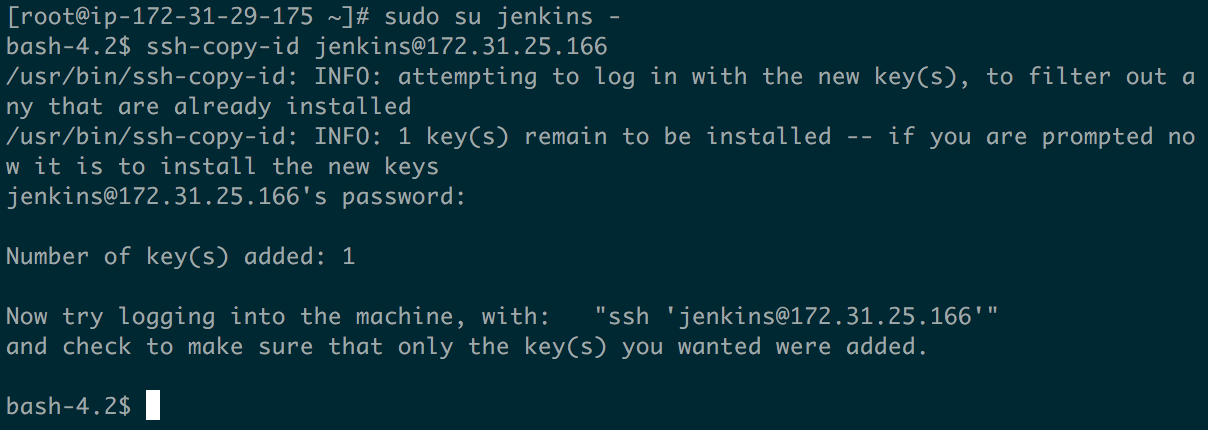 [root@ip-172-31-29-175 ~]# sudo su jenkins -
bash-4.2$ ssh-copy-id jenkins@172.31.25.166
/usr/bin/ssh-copy-id: INFO: attempting to log in with the new key(s), to filter out a
ny that are already installed
/usr/bin/ssh-copy-id: INFO: 1 key(s) remain to be installed -- if you are prompted no
w it is to install the new keys
jenkins@172.31.25.166's password:
Number of key(s) added: 1
Now try logging into the machine, with:   "ssh 'jenkins@172.31.25.166'"
and check to make sure that only the key(s) you wanted were added.
bash-4.2$